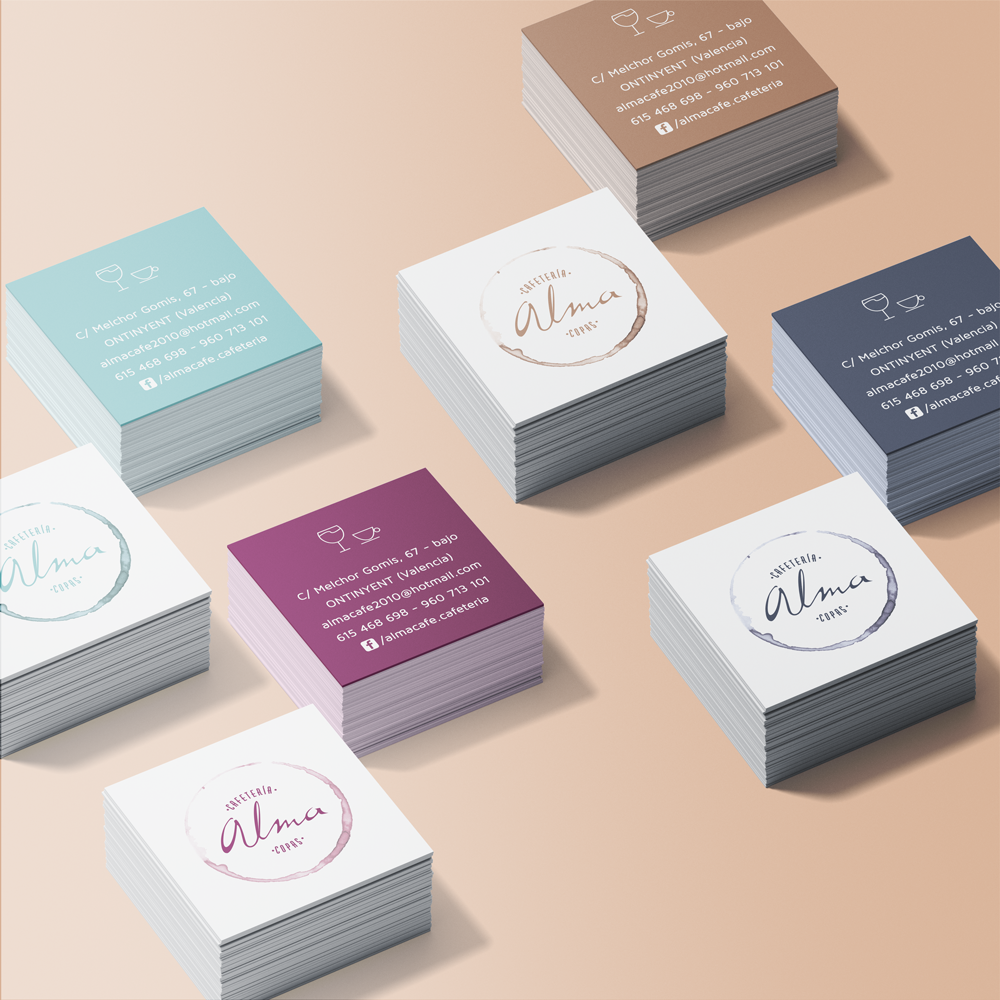 C/ Melchor Gomis, 67 - bajo
ONTINYENT (Valencia)
almacafe2010@hotmail.com
615 468 698 - 960 713 101
f/almacafe.cafeteria
C/ Melchor Gomis, 67 - bajo
ONTINYENT (Valencia)
almacafe2010@hotmail.com
615 468 698 - 960 713 101
f/almacafe.cafeteria
·CAFETERÍA·
alma
·COPAS·
C/ Melchor Gomis, 67 - bajo
ONTINYENT (Valencia)
almacafe2010@hotmail
615 468 698 - 960 7
f/almacafe.cafe
CAFETERÍA·
alma
·COPAS·
C/ Melchor Gomis, 67 - bajo
ONTINYENT (Valencia)
almacafe2010@hotmail.com
615 468 698 - 960 713 101
f/almacafe.cafeteria
·CAFETERÍA·
alma
·COPAS·
·CAFETERÍA·
alma
·COPAS·